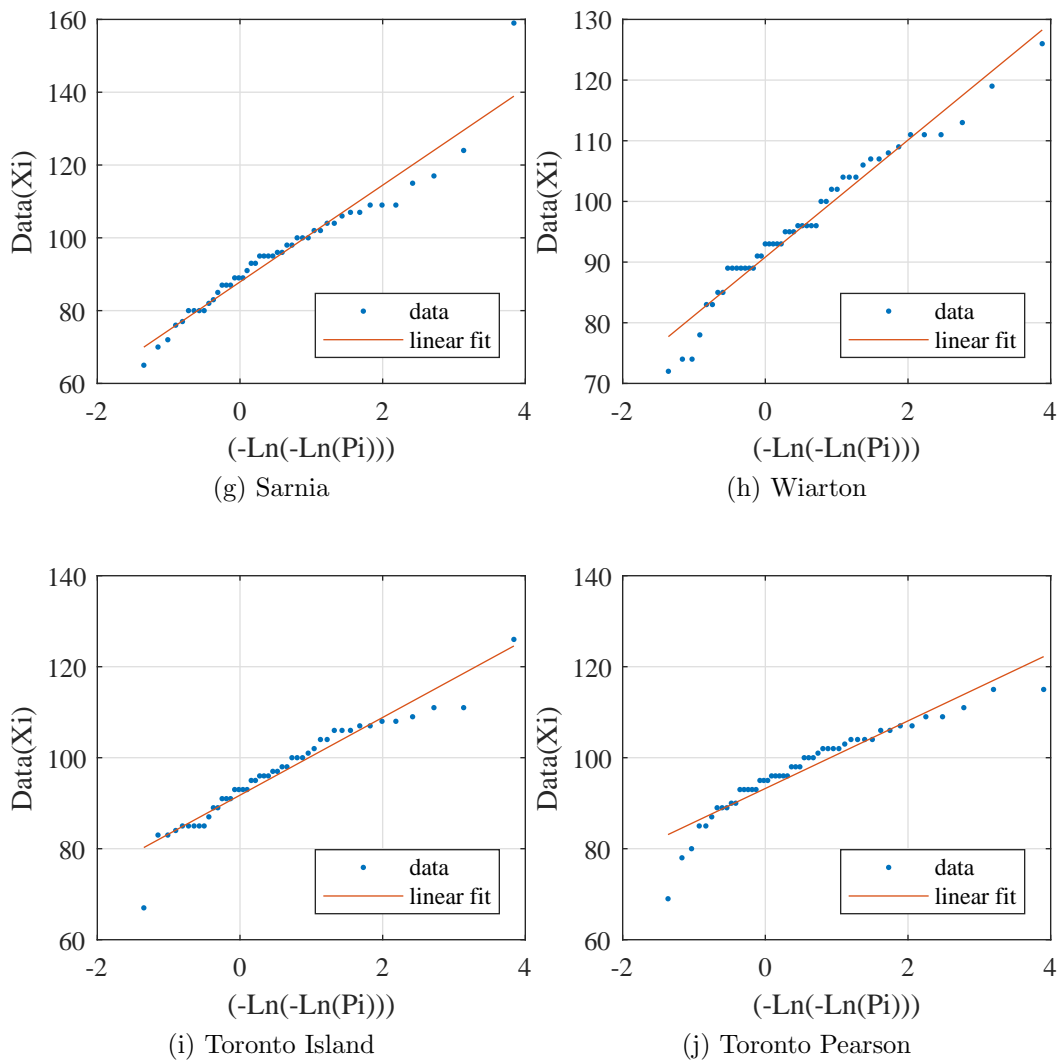 160
140
120
100
80
60
Data(Xi)
-2
0
2
4
(-Ln(-Ln(Pi)))
data
linear fit
(g) Sarnia
130
120
110
100
90
80
70
Data(Xi)
-2
0
2
4
(-Ln(-Ln(Pi)))
data
linear fit
(h) Wiarton
140
120
100
80
60
Data(Xi)
-2
0
2
4
(-Ln(-Ln(Pi)))
data
linear fit
(i) Toronto Island
140
120
100
80
60
Data(Xi)
-2
0
2
4
(-Ln(-Ln(Pi)))
data
linear fit
(j) Toronto Pearson